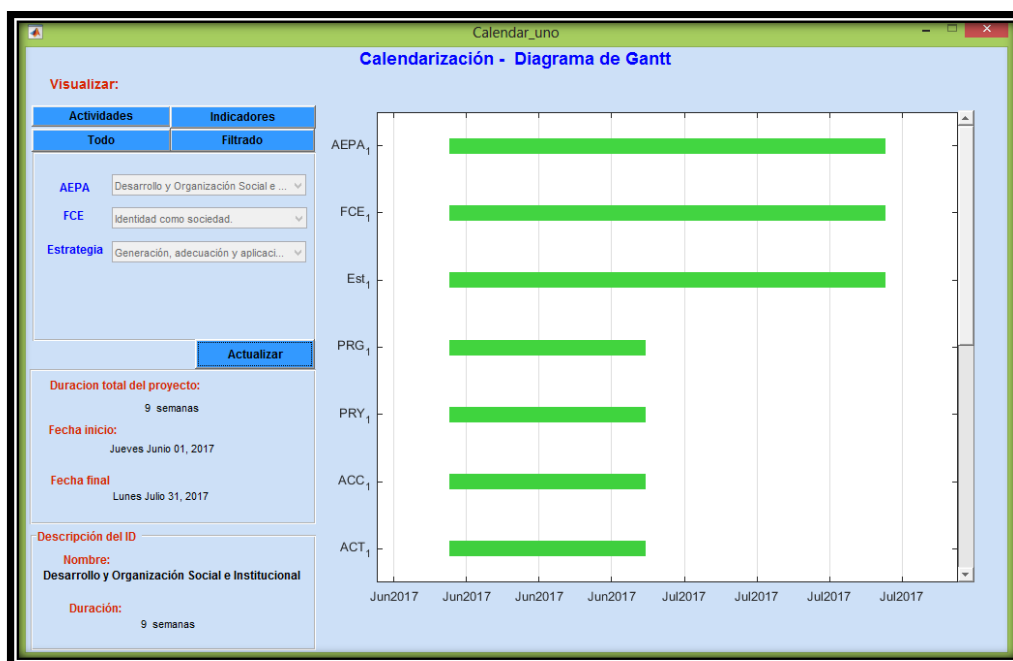 Calendar_uno
Calendarización - Diagrama de Gantt
Visualizar:
Actividades Indicadores
Todo Filtrado
AEPA Desarrollo y Organización Social e ...
FCE Identidad como sociedad.
Estrategia Generación, adecuación y aplicaci...
Actualizar
Duracion total del proyecto:
9 semanas
Fecha inicio:
Jueves Junio 01, 2017
Fecha final
Lunes Julio 31, 2017
Descripción del ID
Nombre:
Desarrollo y Organización Social e Institucional
Duración:
9 semanas
AEPA1
FCE1
Est1
PRG1
PRY1
ACC1
ACT1
Jun2017 Jun2017 Jun2017 Jun2017 Jul2017 Jul2017 Jul2017 Jul2017